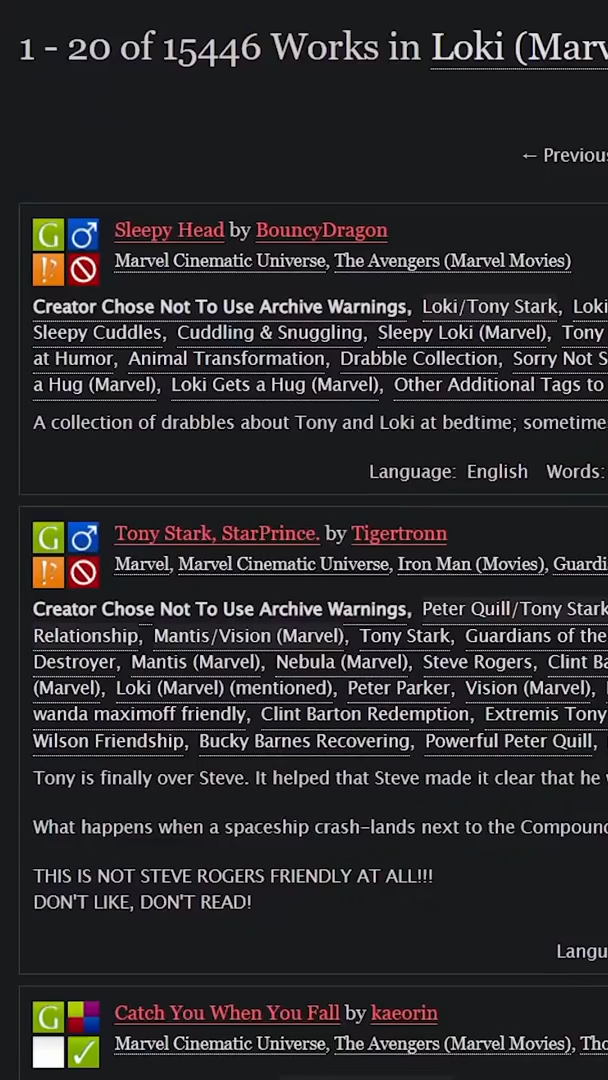 1 - 20 of 15446 Works in Loki (Marv
← Previous
G
Sleepy Head by BouncyDragon
Marvel Cinematic Universe, The Avengers (Marvel Movies)
Creator Chose Not To Use Archive Warnings, Loki/Tony Stark, Loki
Sleepy Cuddles, Cuddling & Snuggling, Sleepy Loki (Marvel), Tony
at Humor, Animal Transformation, Drabble Collection, Sorry Not S
a Hug (Marvel), Loki Gets a Hug (Marvel), Other Additional Tags to
A collection of drabbles about Tony and Loki at bedtime; sometime
Language: English Words:
G
Tony Stark, StarPrince. by Tigertronn
Marvel, Marvel Cinematic Universe, Iron Man (Movies), Guardi
Creator Chose Not To Use Archive Warnings, Peter Quill/Tony Stark
Relationship, Mantis/Vision (Marvel), Tony Stark, Guardians of the
Destroyer, Mantis (Marvel), Nebula (Marvel), Steve Rogers, Clint Ba
(Marvel), Loki (Marvel) (mentioned), Peter Parker, Vision (Marvel),
wanda maximoff friendly, Clint Barton Redemption, Extremis Tony
Wilson Friendship, Bucky Barnes Recovering, Powerful Peter Quill,
Tony is finally over Steve. It helped that Steve made it clear that he
What happens when a spaceship crash-lands next to the Compound
THIS IS NOT STEVE ROGERS FRIENDLY AT ALL!!!
DON'T LIKE, DON'T READ!
Langu
G
Catch You When You Fall by kaeorin
Marvel Cinematic Universe, The Avengers (Marvel Movies), Tho